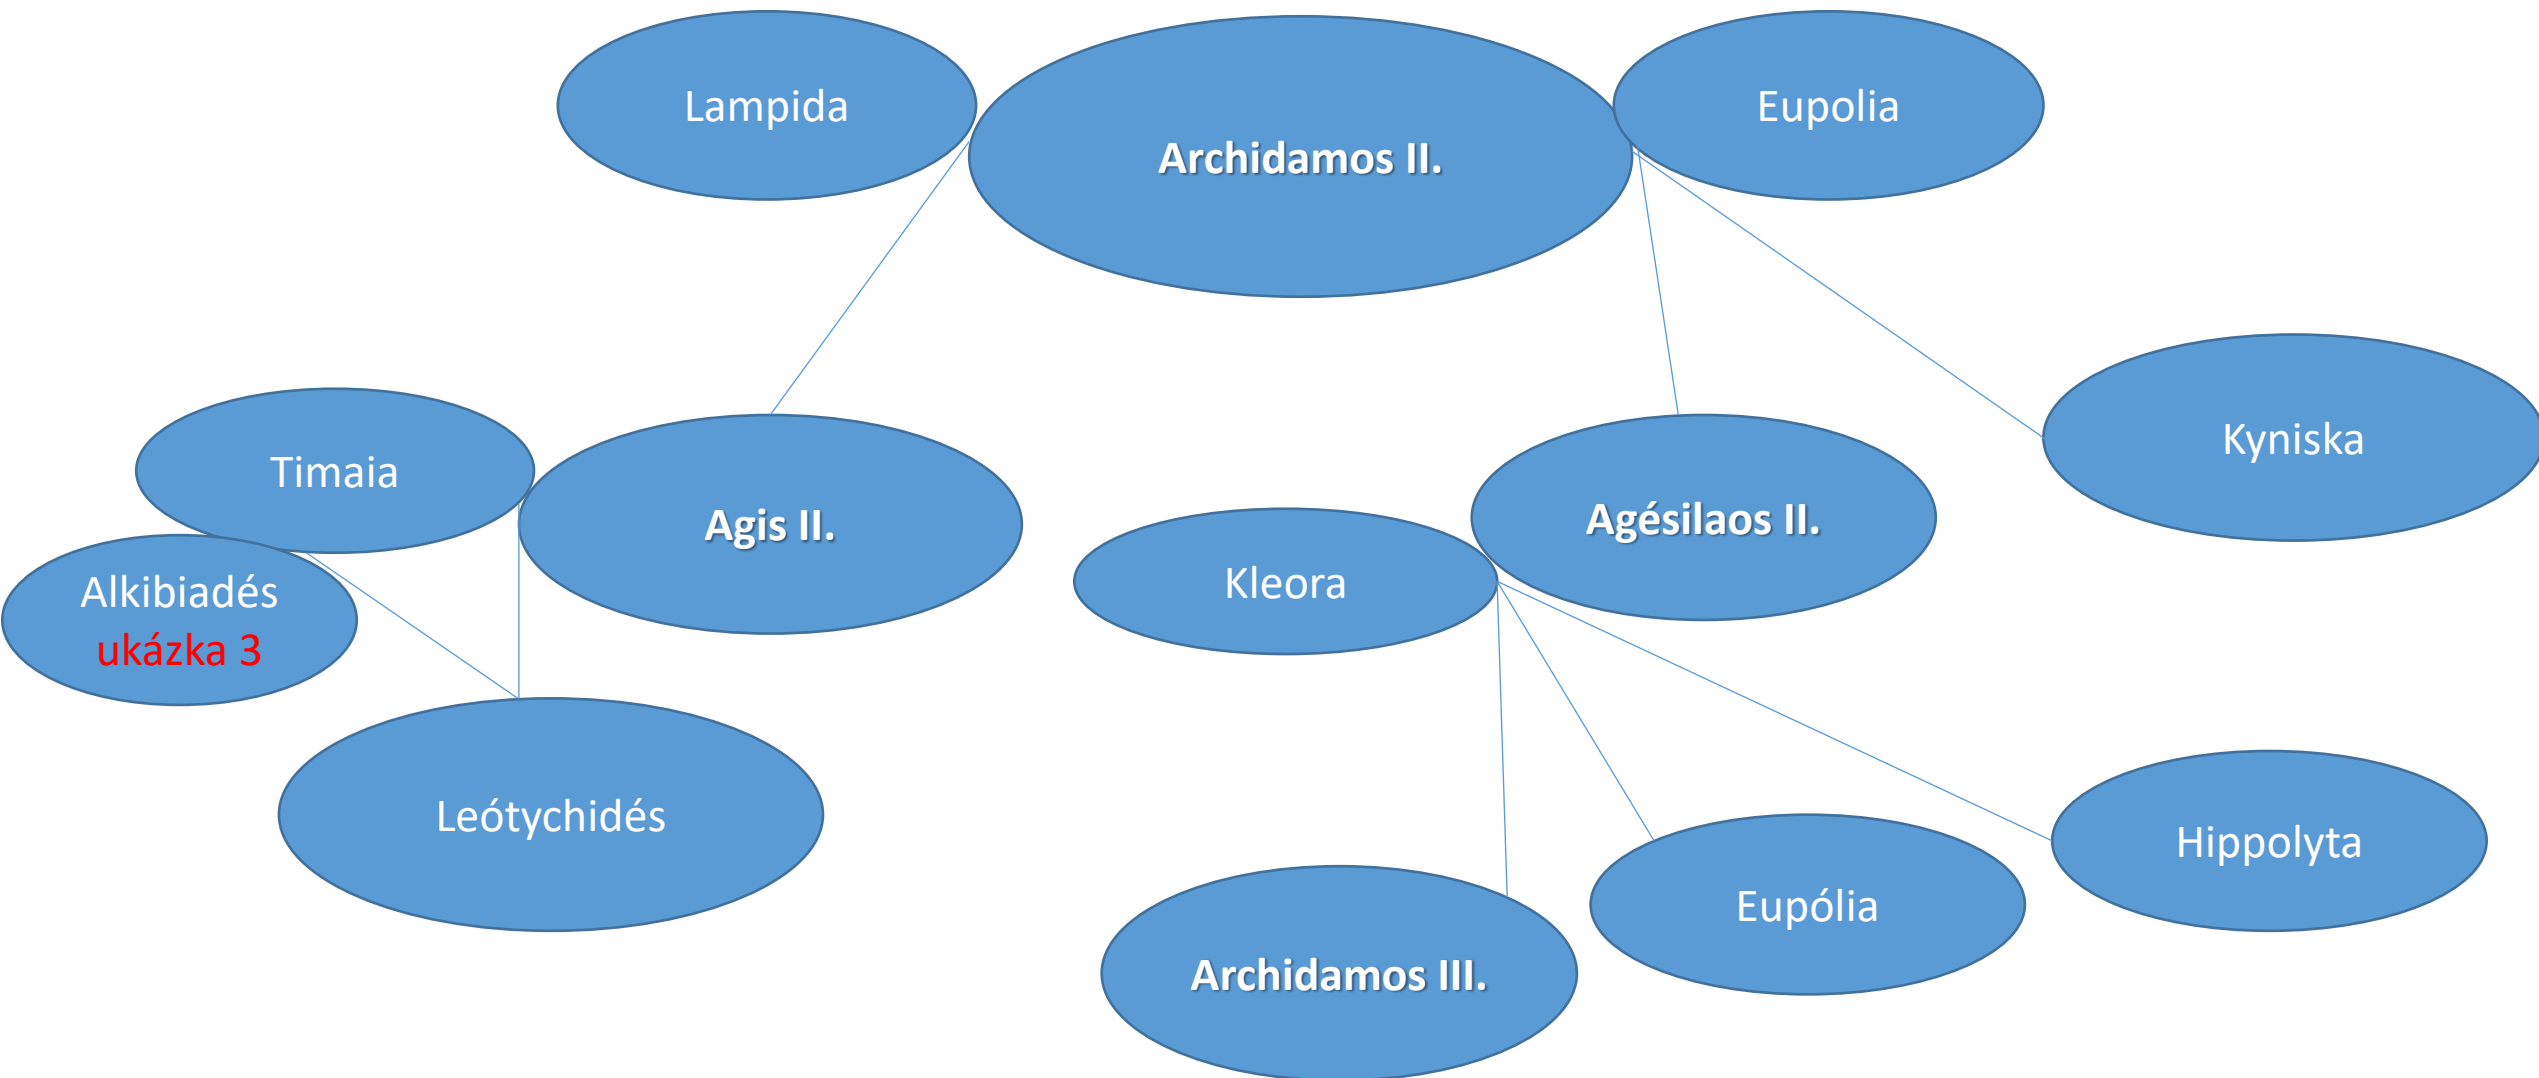 Lampida
Archidamos II.
Eupolia
Timaia
Agis II.
Agésilaos II.
Kyniska
Kleora
Alkibiadés
ukázka 3
Leótychidés
Hippolyta
Eupólia
Archidamos III.